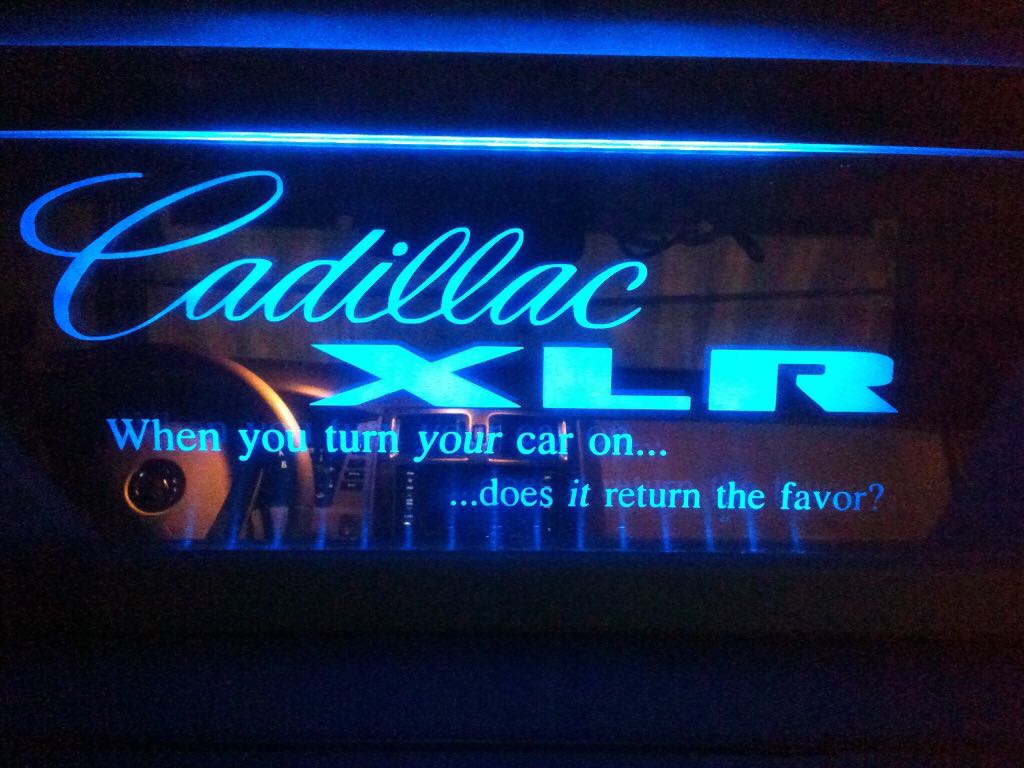 Cadillac
XLR
When you turn your car on...
...does it return the favor?